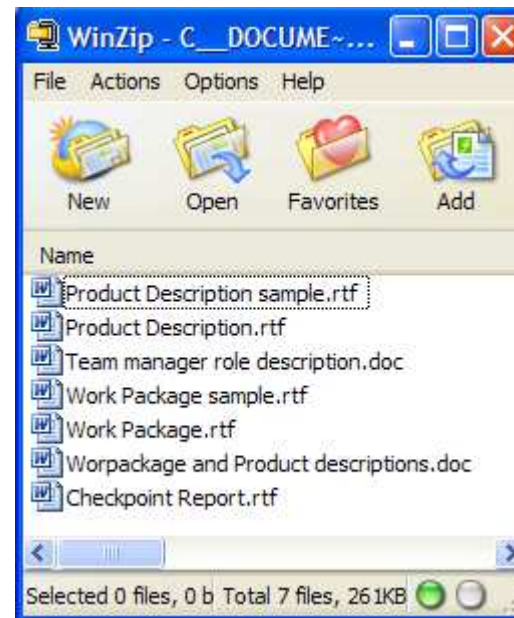 WinZip - C__DOCUME~...
File Actions Options Help
New Open Favorites Add
Name
Product Description sample.rtf
Product Description.rtf
Team manager role description.doc
Work Package sample.rtf
Work Package.rtf
Worpackage and Product descriptions.doc
Checkpoint Report.rtf
Selected 0 files, 0 b Total 7 files, 261KB